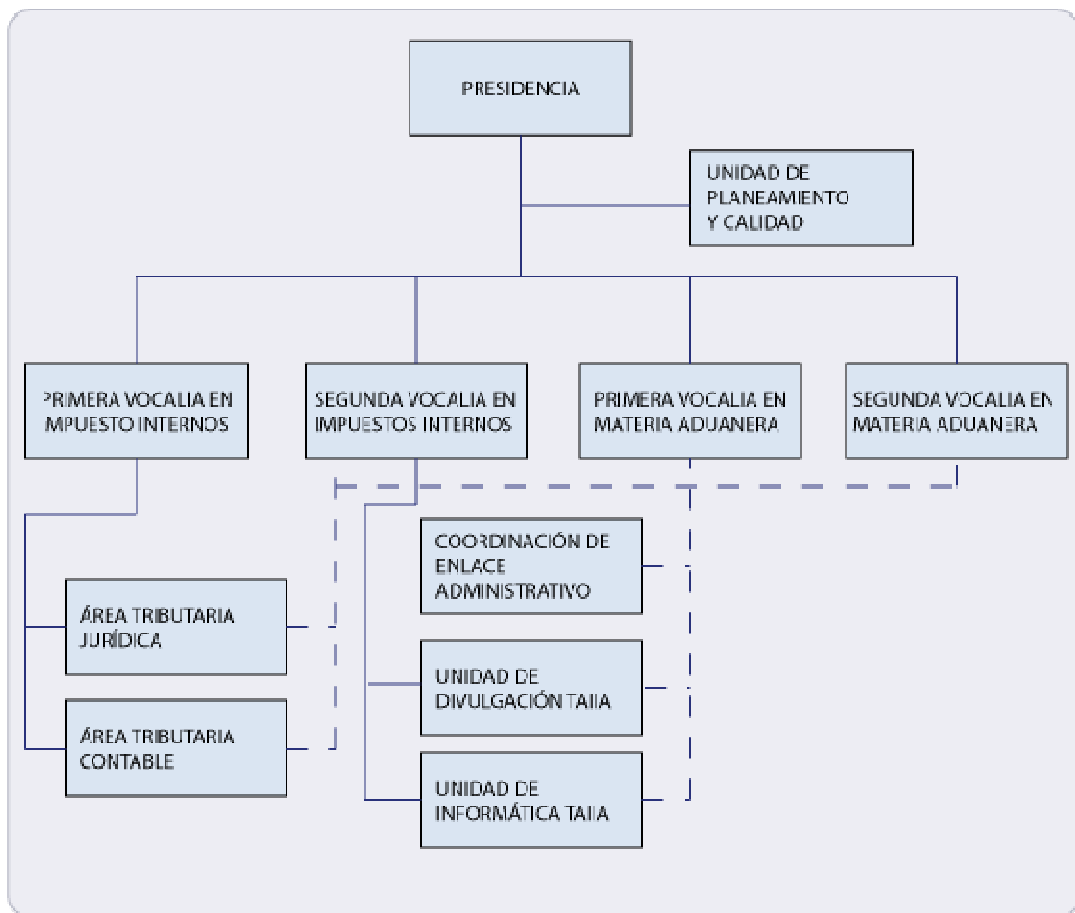 PRESIDENCIA
UNIDAD DE
PLANEAMIENTO
Y CALIDAD
PRIMERA VOCALIA EN
IMPUESTO INTERNOS
SEGUNDA VOCALIA EN
IMPUESTOS INTERNOS
PRIMERA VOCALIA EN
MATERIA ADUANERA
SEGUNDA VOCALIA EN
MATERIA ADUANERA
COORDINACIÓN DE
ENLACE
ADMINISTRATIVO
ÁREA TRIBUTARIA
JURÍDICA
UNIDAD DE
DIVULGACIÓN TAIIA
ÁREA TRIBUTARIA
CONTABLE
UNIDAD DE
INFORMÁTICA TAIIA